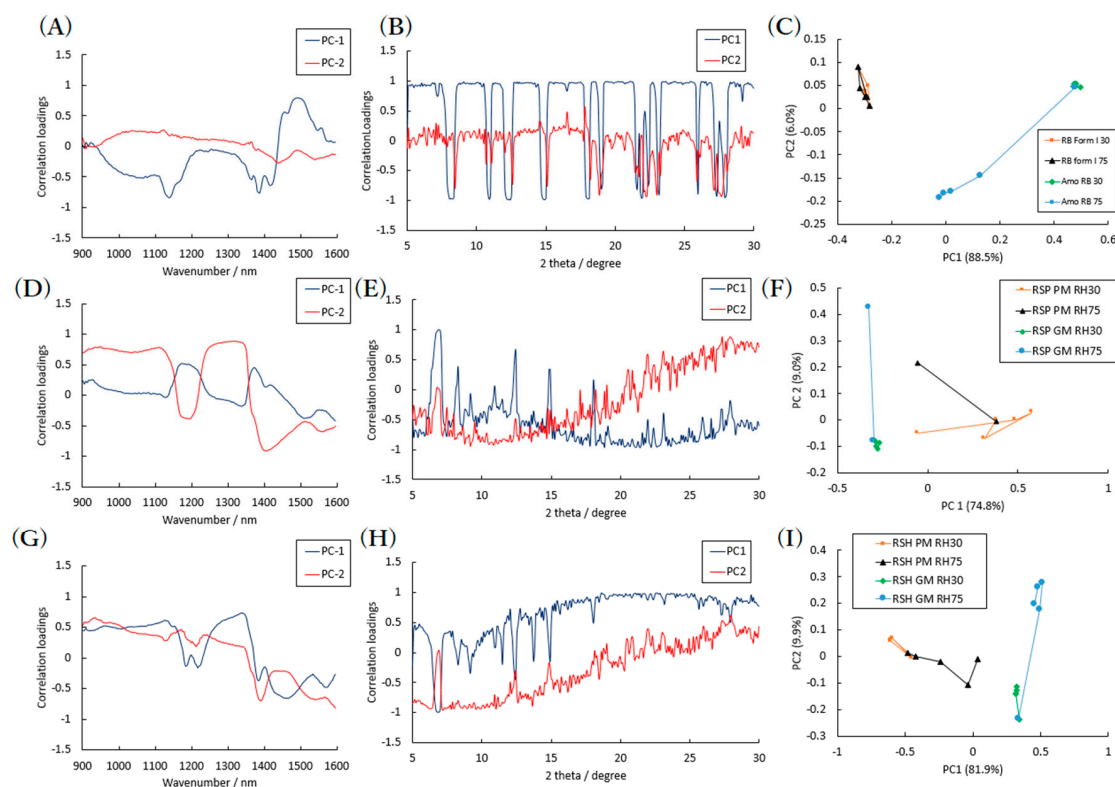 (A)
PC-1
PC-2
Correlation loadings
1.5
1
0.5
0
-0.5
-1
-1.5
900 1000 1100 1200 1300 1400 1500 1600
Wavenumber / nm
(B)
PC1
PC2
CorrelationLoadings
1.5
1
0.5
0
-0.5
-1
-1.5
5 10 15 20 25 30
2 theta / degree
(C)
PC2 (6.0%)
0.15
0.1
0.05
0
-0.05
-0.1
-0.15
-0.2
-0.25
-0.4 -0.2 0 0.2 0.4 0.6
PC1 (88.5%)
RB Form I 30
RB form I 75
Amo RB 30
Amo RB 75
(D)
PC-1
PC-2
Correlation loadings
1.5
1
0.5
0
-0.5
-1
-1.5
900 1000 1100 1200 1300 1400 1500 1600
Wavenumber / nm
(E)
PC1
PC2
Correlation loadings
1.5
1
0.5
0
-0.5
-1
-1.5
5 10 15 20 25 30
2 theta / degree
(F)
RSP PM RH30
RSP PM RH75
RSP GM RH30
RSP GM RH75
PC 2 (9.0%)
0.5
0.4
0.3
0.2
0.1
0
-0.1
-0.2
-0.5 0 0.5 1
PC 1 (74.8%)
(G)
PC-1
PC-2
Correlation loadings
1.5
1
0.5
0
-0.5
-1
-1.5
900 1000 1100 1200 1300 1400 1500 1600
Wavenumber / nm
(H)
PC1
PC2
Correlation loadings
1.5
1
0.5
0
-0.5
-1
-1.5
5 10 15 20 25 30
2 theta / degree
(I)
RSH PM RH30
RSH PM RH75
RSH GM RH30
RSH GM RH75
PC2 (9.9%)
0.4
0.3
0.2
0.1
0
-0.1
-0.2
-0.3
1 -0.5 0 0.5 1
PC1 (81.9%)